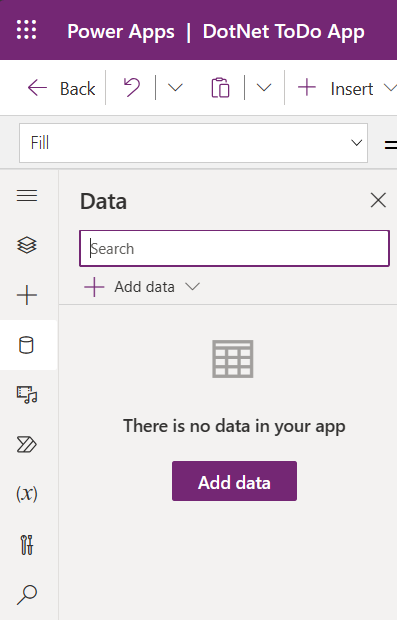 Power Apps | DotNet ToDo App
Back
Insert
Fill
=
Data
Search
Add data
There is no data in your app
Add data
(x)